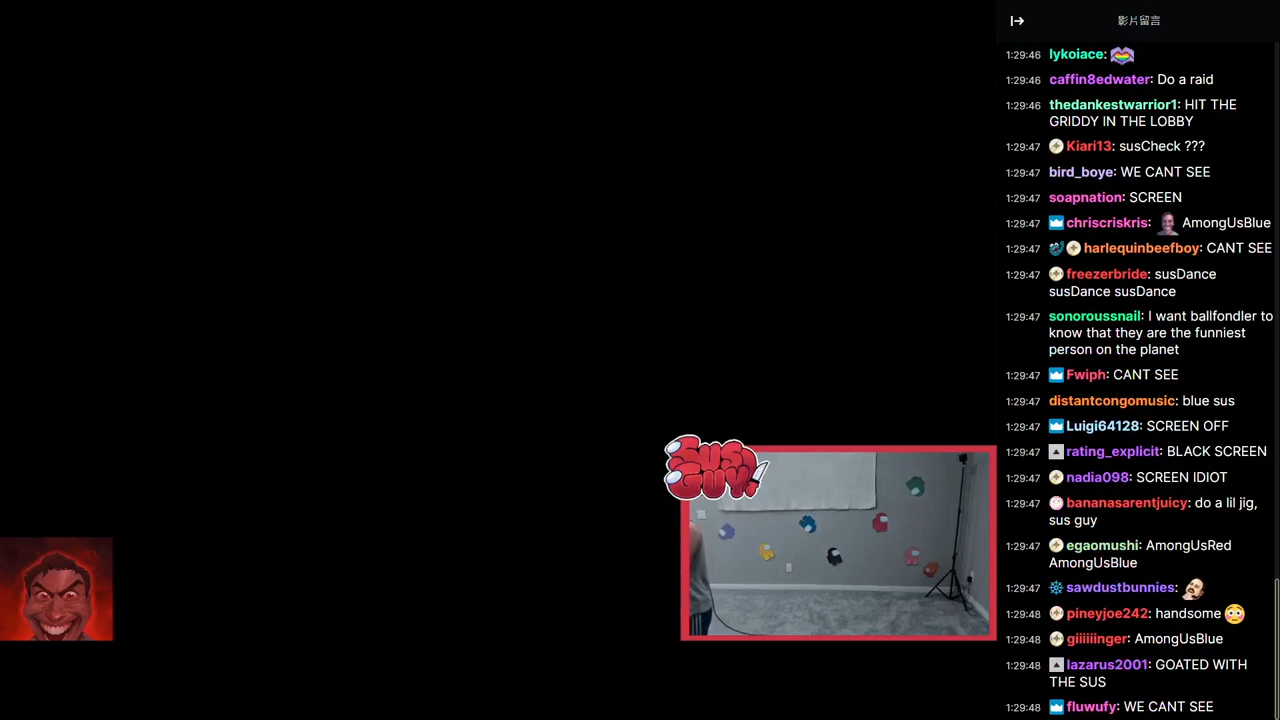 影片留言
1:29:46 lykoiace:
1:29:46 caffin8edwater: Do a raid
1:29:46 thedankestwarrior1: HIT THE
GRIDDY IN THE LOBBY
1:29:47 Kiari13: susCheck ???
1:29:47 bird_boye: WE CANT SEE
1:29:47 soapnation: SCREEN
1:29:47 chriscriskris: AmongUsBlue
1:29:47 harlequinbeefboy: CANT SEE
1:29:47 freezerbride: susDance
susDance susDance
1:29:47 sonoroussnail: I want ballfondler to
know that they are the funniest
person on the planet
1:29:47 Fwiph: CANT SEE
1:29:47 distantcongomusic: blue sus
1:29:47 Luigi64128: SCREEN OFF
1:29:47 rating_explicit: BLACK SCREEN
1:29:47 nadia098: SCREEN IDIOT
1:29:47 bananasarentjuicy: do a lil jig,
sus guy
1:29:47 egaomushi: AmongUsRed
AmongUsBlue
1:29:47 sawdustbunnies:
1:29:48 pineyjoe242: handsome
1:29:48 giiiiiinger: AmongUsBlue
1:29:48 lazarus2001: GOATED WITH
THE SUS
1:29:48 fluwufy: WE CANT SEE
SUS
GUY!